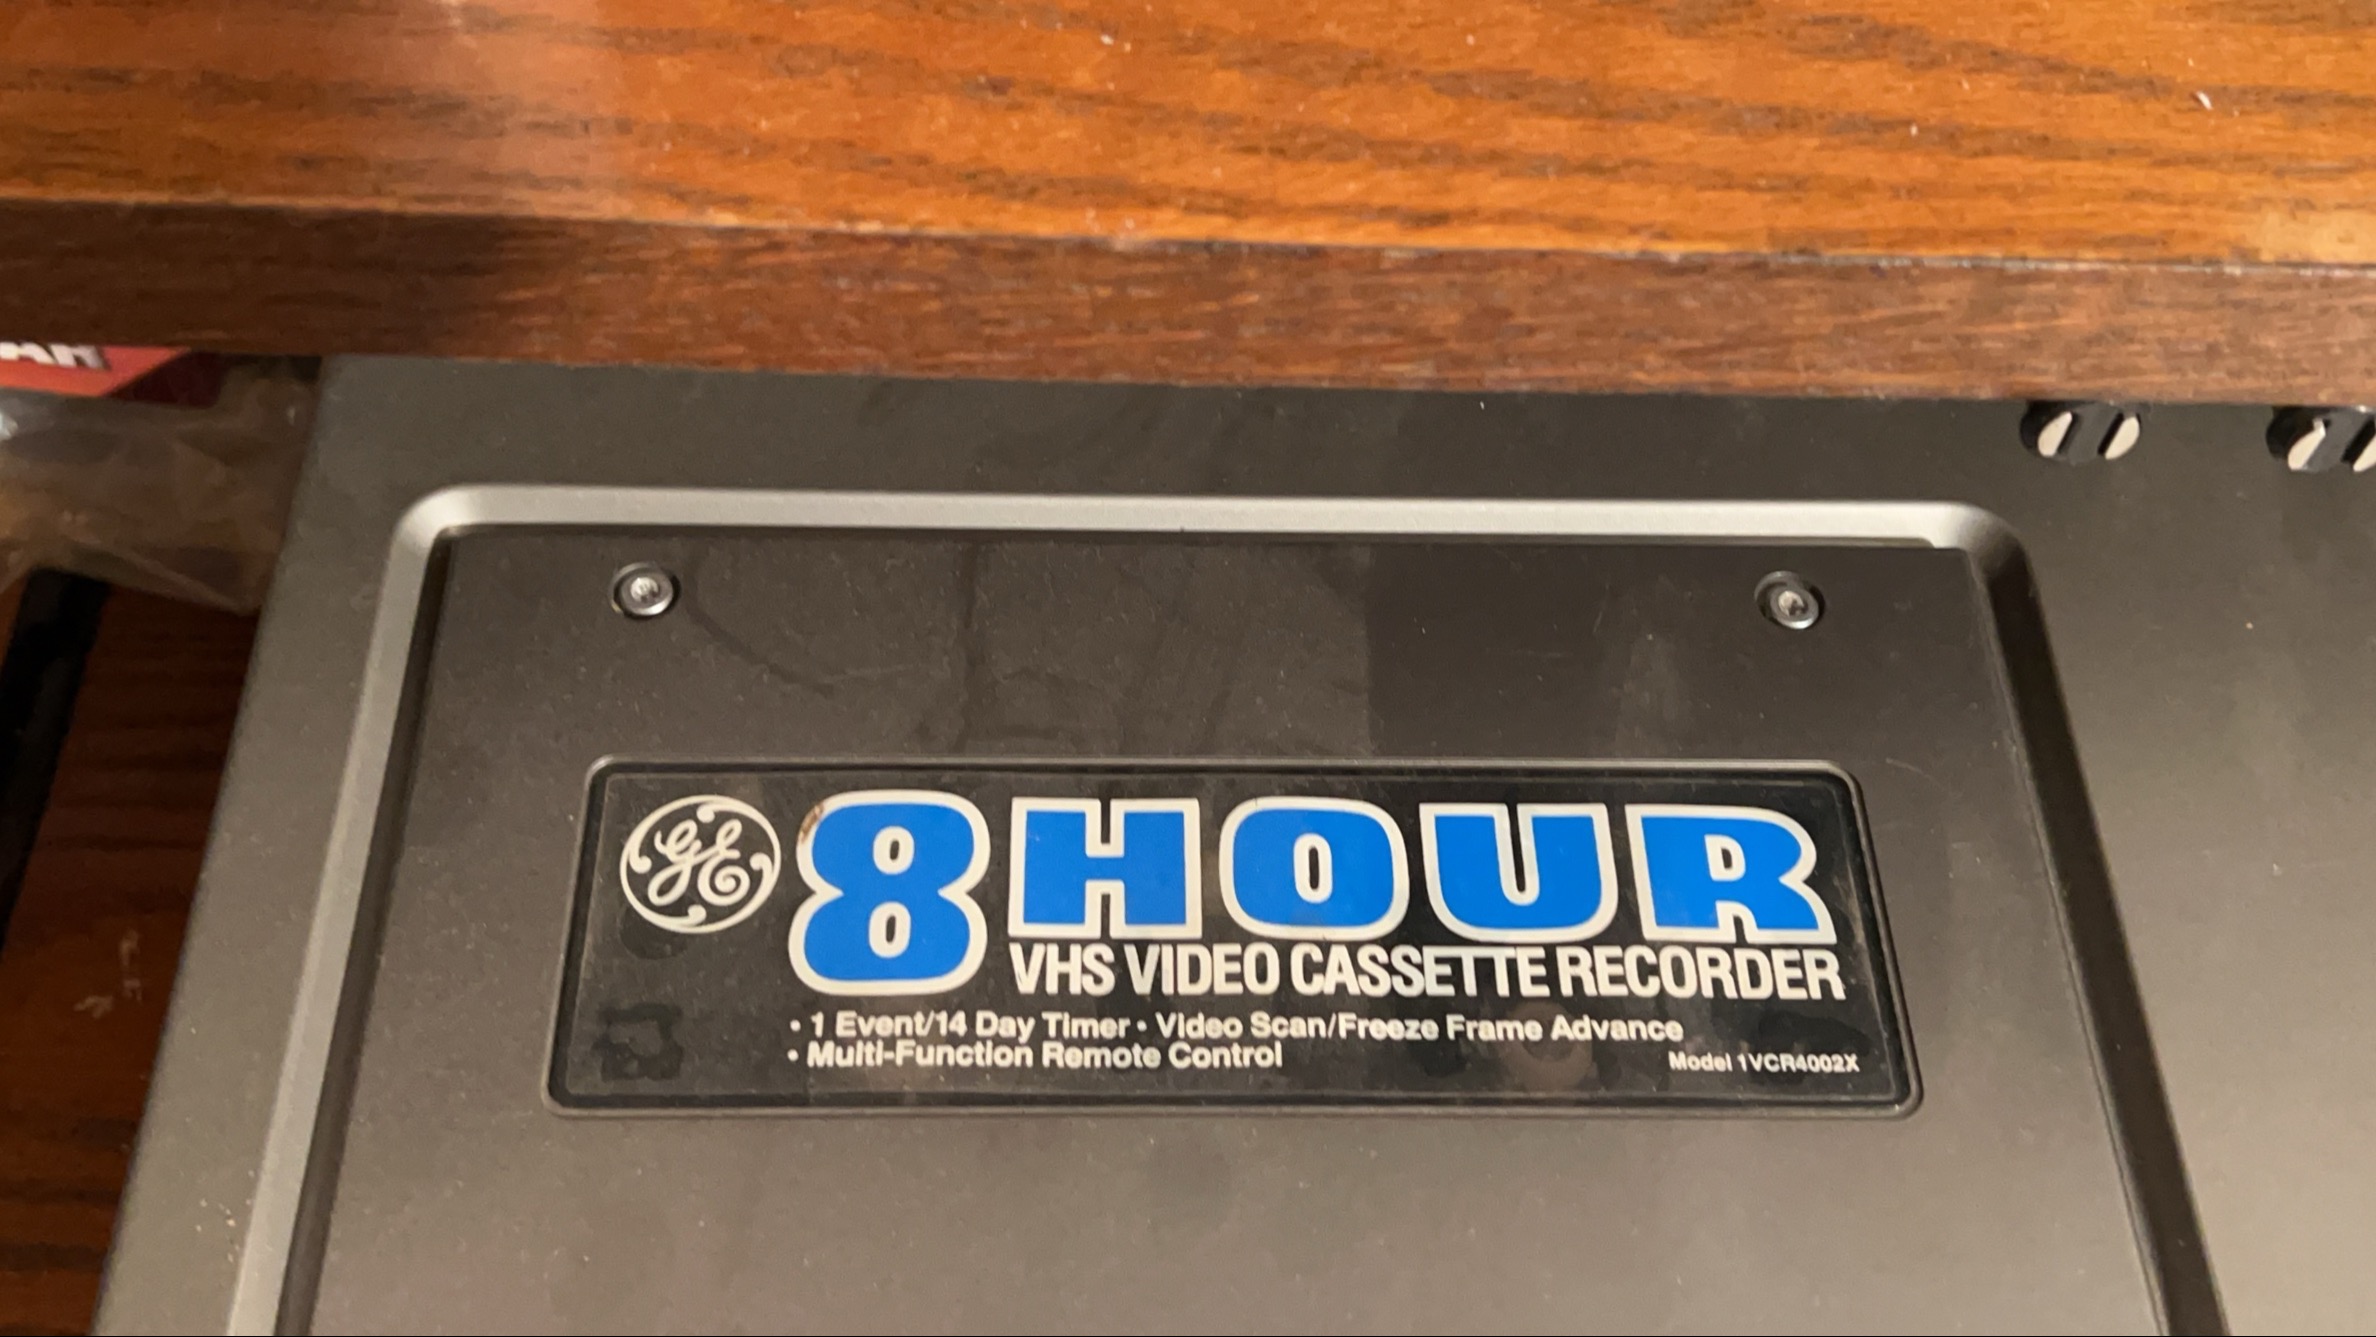 AR
GE
8 HOUR
VHS VIDEO CASSETTE RECORDER
• 1 Event/14 Day Timer • Video Scan/Freeze Frame Advance
• Multi-Function Remote Control
Model 1VCR4002X